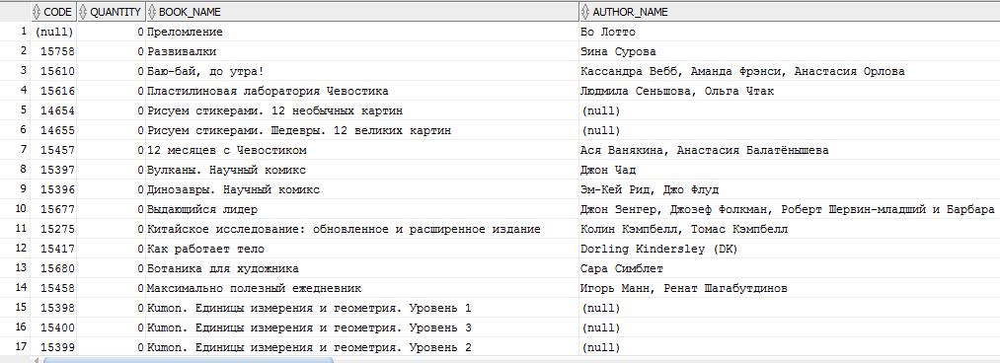 CODE QUANTITY BOOK_NAME AUTHOR_NAME
1 (null) 0 Преломление Бо Лотто
2 15758 0 Развивалки Зина Сурова
3 15610 0 Баю-бай, до утра! Кассандра Вебб, Аманда Фрэнси, Анастасия Орлова
4 15616 0 Пластилиновая лаборатория Чевостика Людмила Сеньшова, Ольга Чтак
5 14654 0 Рисуем стикерами. 12 необычных картин (null)
6 14655 0 Рисуем стикерами. Шедевры. 12 великих картин (null)
7 15457 0 12 месяцев с Чевостиком Ася Ванякина, Анастасия Балатёнышева
8 15397 0 Вулканы. Научный комикс Джон Чад
9 15396 0 Динозавры. Научный комикс Эм-Кей Рид, Джо Флуд
10 15677 0 Выдающийся лидер Джон Зенгер, Джозеф Фолкман, Роберт Шервин-младший и Барбара
11 15275 0 Китайское исследование: обновленное и расширенное издание Колин Кэмпбелл, Томас Кэмпбелл
12 15417 0 Как работает тело Dorling Kindersley (DK)
13 15680 0 Ботаника для художника Сара Симблет
14 15458 0 Максимально полезный ежедневник Игорь Манн, Ренат Шагабутдинов
15 15398 0 Kumon. Единицы измерения и геометрия. Уровень 1 (null)
16 15400 0 Kumon. Единицы измерения и геометрия. Уровень 3 (null)
17 15399 0 Kumon. Единицы измерения и геометрия. Уровень 2 (null)